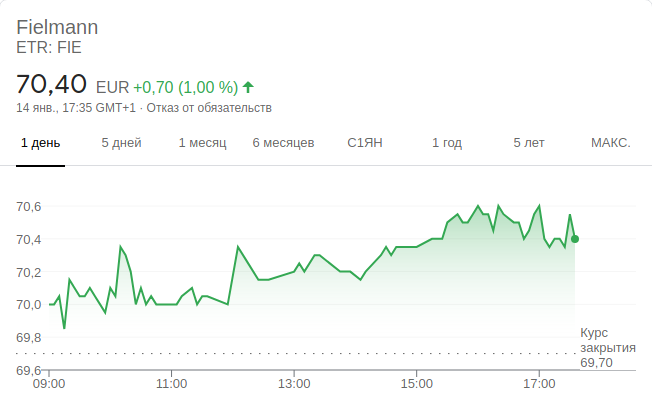 Fielmann
ETR: FIE
70,40 EUR +0,70 (1,00 %)
14 янв., 17:35 GMT+1 · Отказ от обязательств
1 день 5 дней 1 месяц 6 месяцев С1ЯН 1 год 5 лет МАКС.
70,6
70,4
70,2
70,0
69,8
69,6
Курс
закрытия
69,70
09:00 11:00 13:00 15:00 17:00